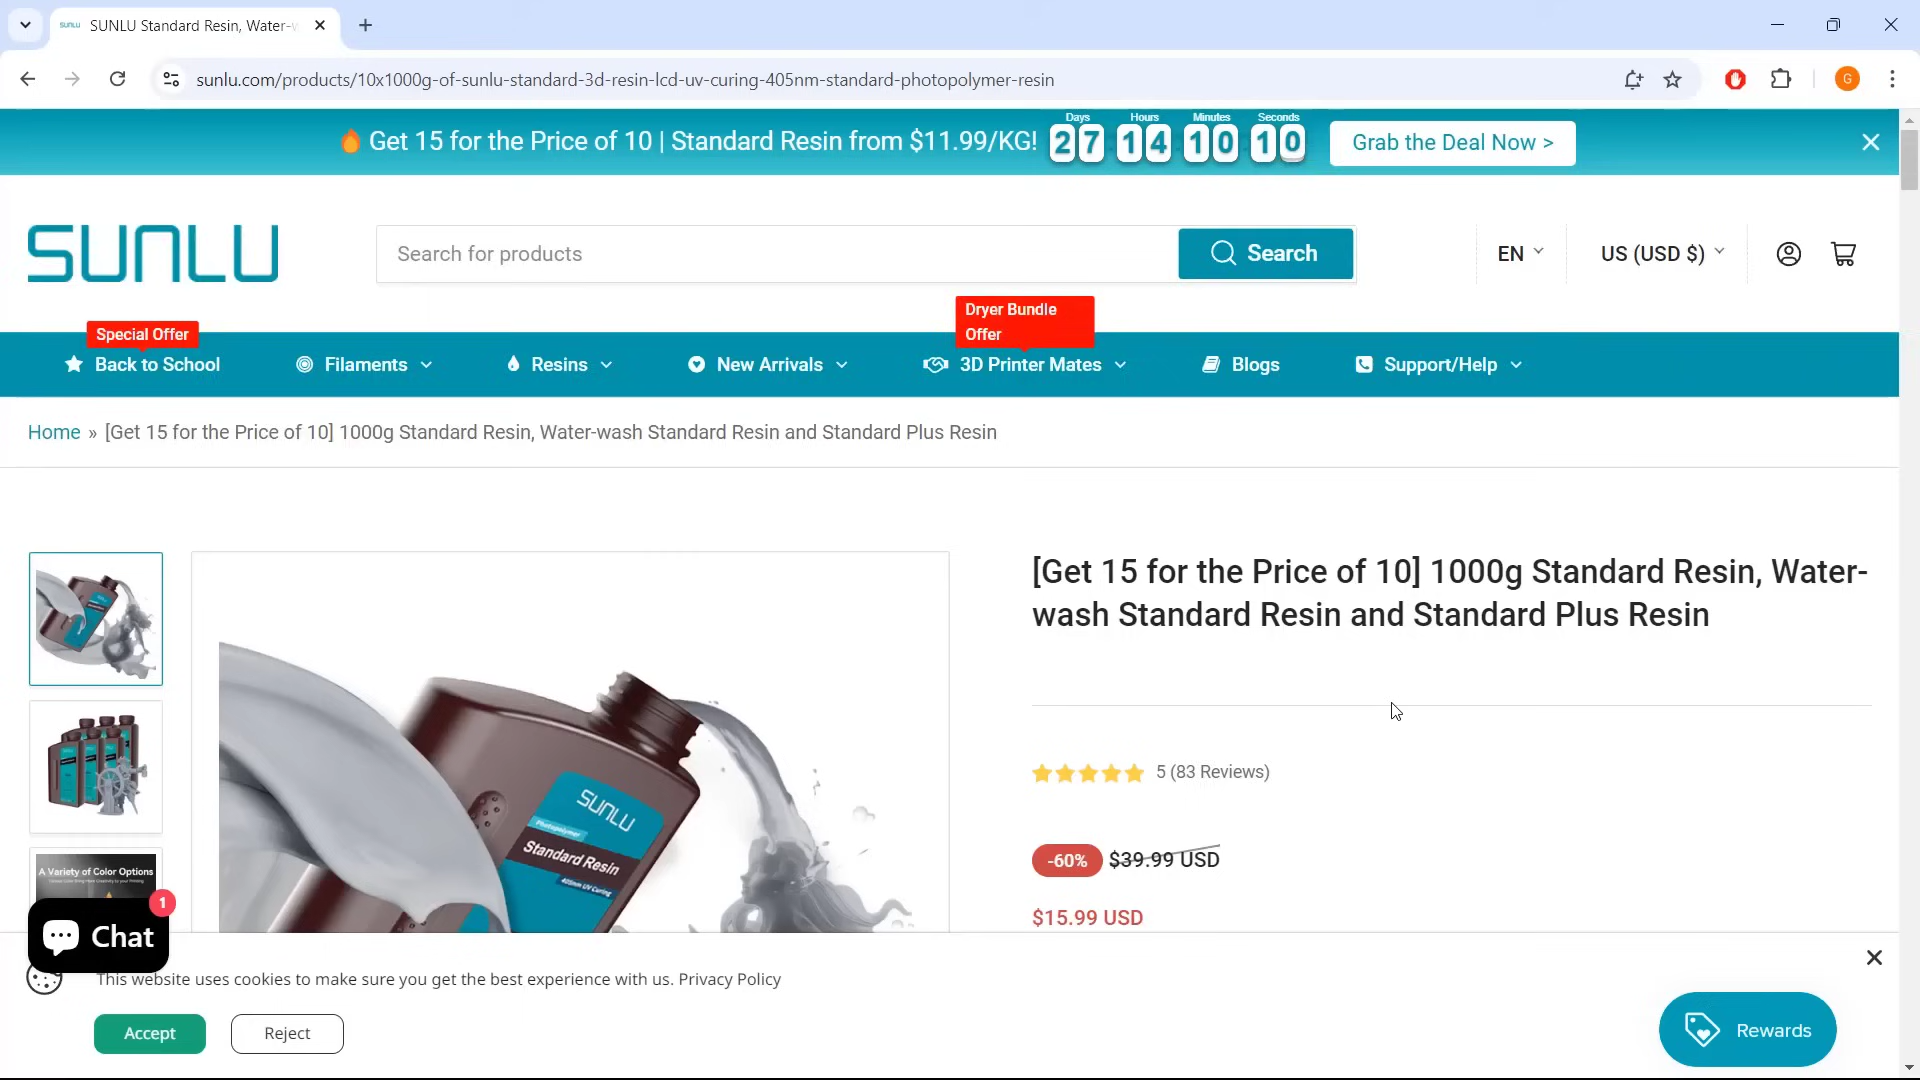 SUNLU Standard Resin, Water-w
sunlu.com/products/10x1000g-of-sunlu-standard-3d-resin-lcd-uv-curing-405nm-standard-photopolymer-resin
G
Get 15 for the Price of 10 | Standard Resin from $11.99/KG!
Days Hours Minutes Seconds
27 14 10 10
Grab the Deal Now >
SUNLU
Search for products
Search
EN
US (USD $)
Special Offer
Dryer Bundle
Offer
Back to School
Filaments
Resins
New Arrivals
3D Printer Mates
Blogs
Support/Help
Home » [Get 15 for the Price of 10] 1000g Standard Resin, Water-wash Standard Resin and Standard Plus Resin
[Get 15 for the Price of 10] 1000g Standard Resin, Water-
wash Standard Resin and Standard Plus Resin
5 (83 Reviews)
-60% $39.99 USD
$15.99 USD
SUNLU
Photopolymer
Standard Resin
405nm UV Curing
A Variety of Color Options
1
Chat
This website uses cookies to make sure you get the best experience with us. Privacy Policy
Accept
Reject
Rewards